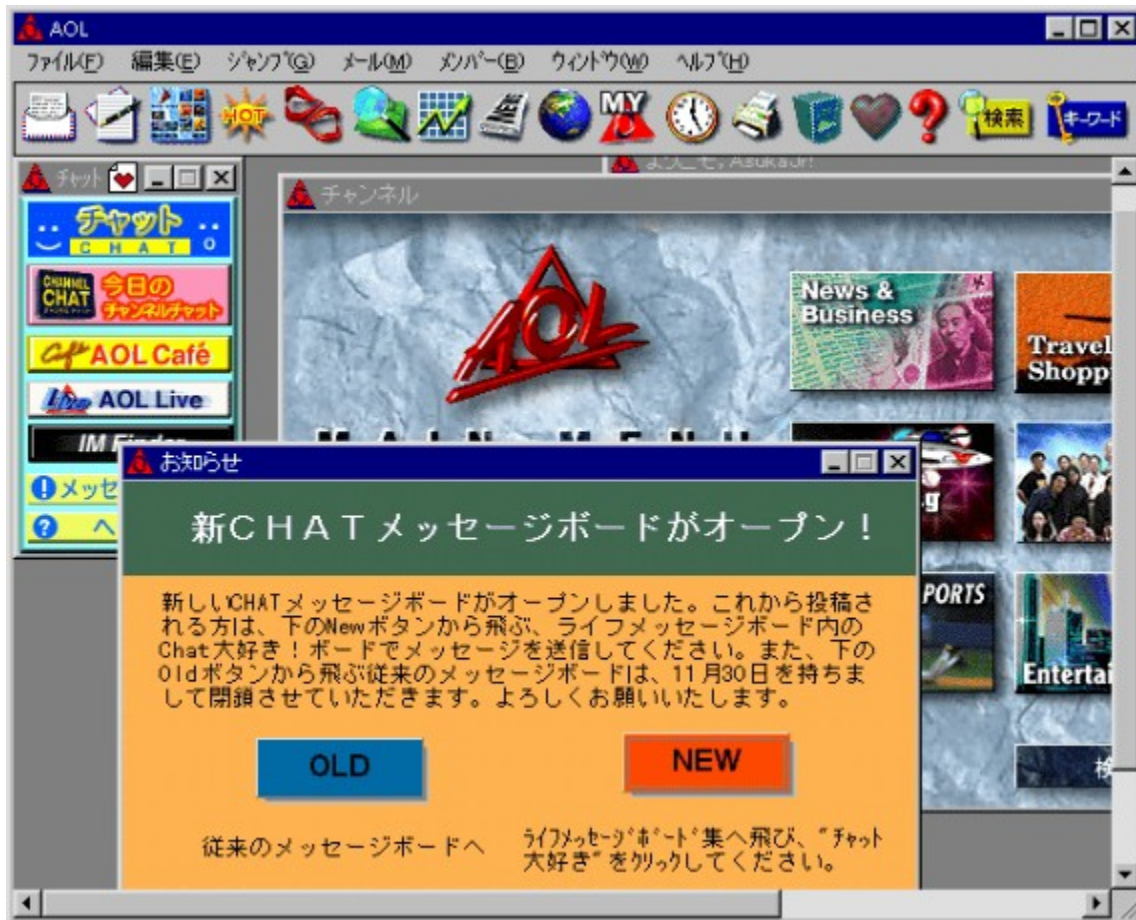 AOL
ファイル(F) 編集(E) ジャンプ(G) メール(M) メンバー(B) ウィンドウ(W) ヘルプ(H)
HOT
MY
検索
キーワード
チャット
チャット
CHAT
CHANNEL CHAT
今日の
チャンネルチャット
Café AOL Café
Live AOL Live
IM Finder
メッセ
ヘ
ようこそ, AsukaJr!
チャンネル
AOL
MAIN MENU
News &
Business
Travel
Shopp
g
PORTS
Entertai
検
お知らせ
新CHATメッセージボードがオープン！
新しいCHATメッセージボードがオープンしました。これから投稿さ
れる方は、下のNewボタンから飛ぶ、ライフメッセージボード内の
Chat大好き！ボードでメッセージを送信してください。また、下の
Oldボタンから飛ぶ従来のメッセージボードは、11月30日を持ちま
して閉鎖させていただきます。よろしくお願いいたします。
OLD
NEW
従来のメッセージボードへ
ライフメッセージボード集へ飛び、"チャット
大好き"をクリックしてください。